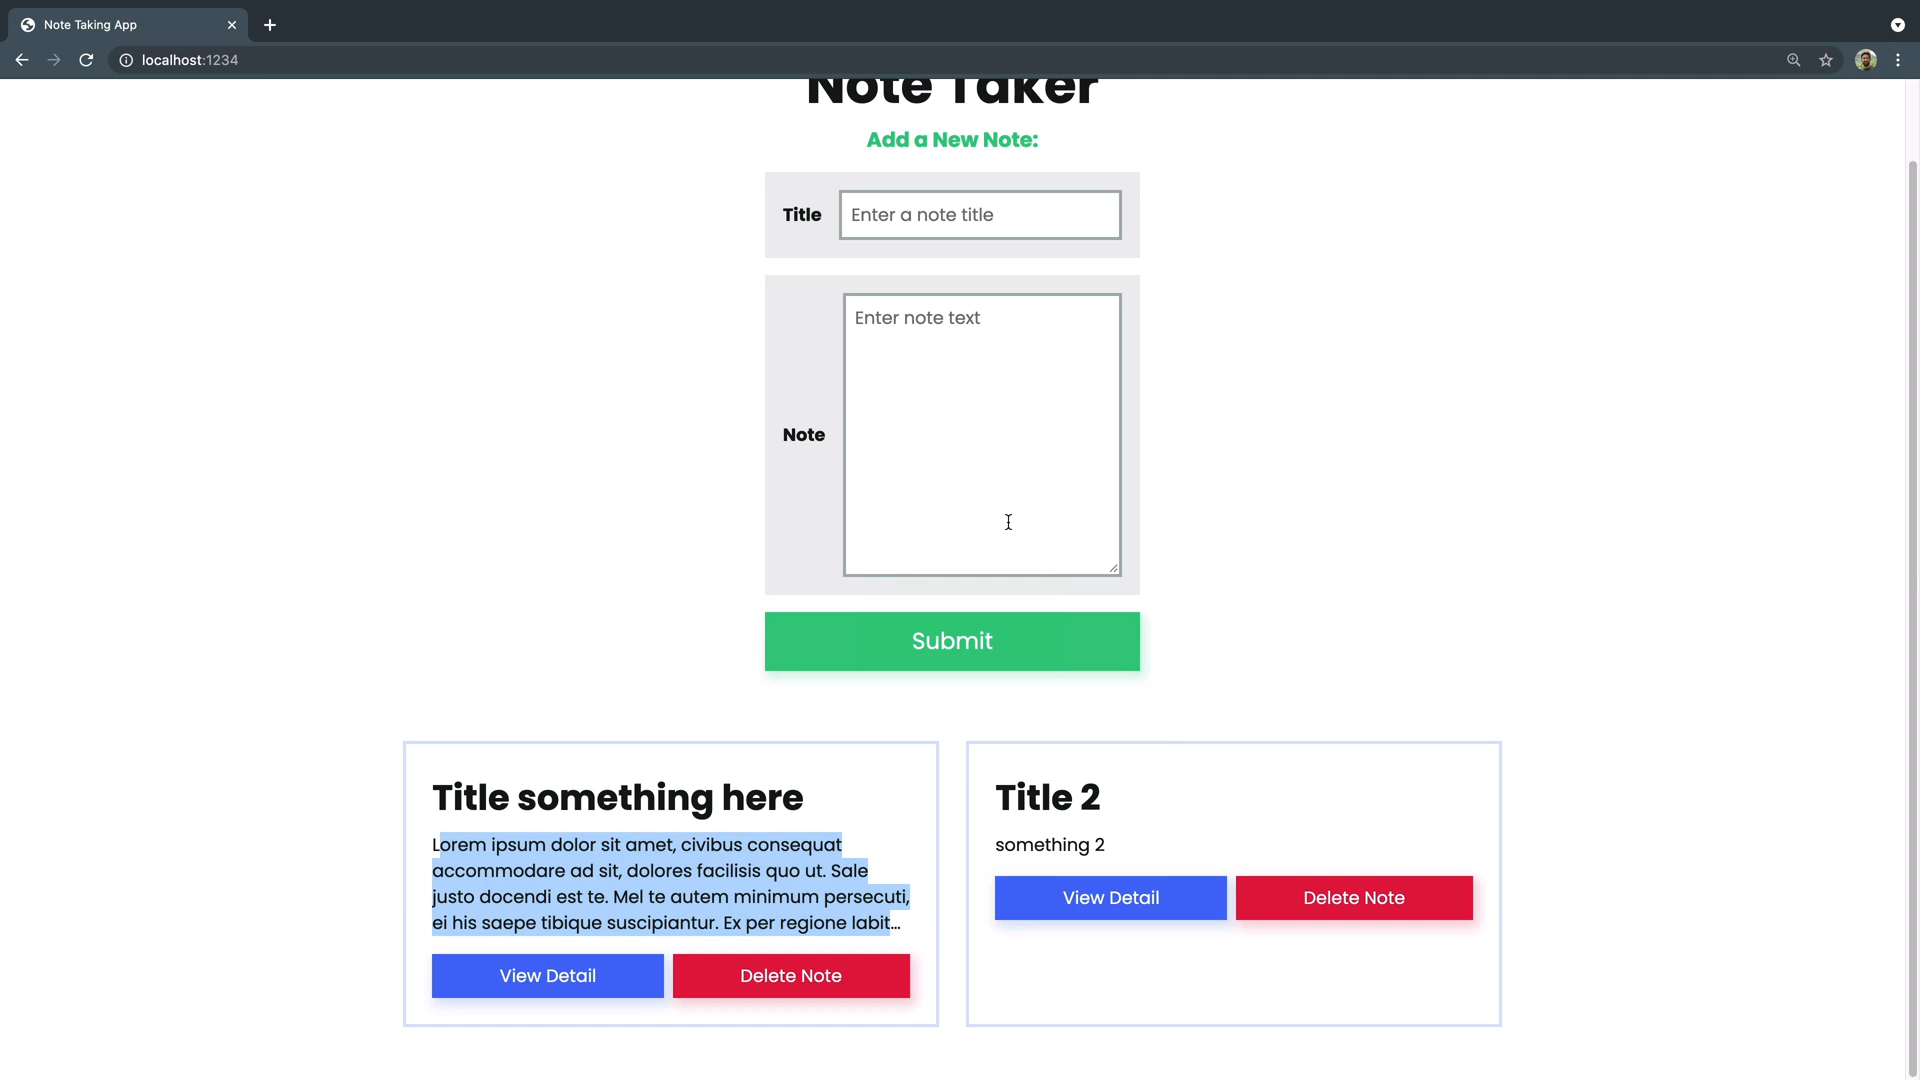 Note Taking App
localhost:1234
Note Taker
Add a New Note:
Title
Enter a note title
Enter note text
Note
Submit
Title something here
Lorem ipsum dolor sit amet, civibus consequat
accommodare ad sit, dolores facilisis quo ut. Sale
justo docendi est te. Mel te autem minimum persecuti,
ei his saepe tibique suscipiantur. Ex per regione labit...
View Detail
Delete Note
Title 2
something 2
View Detail
Delete Note